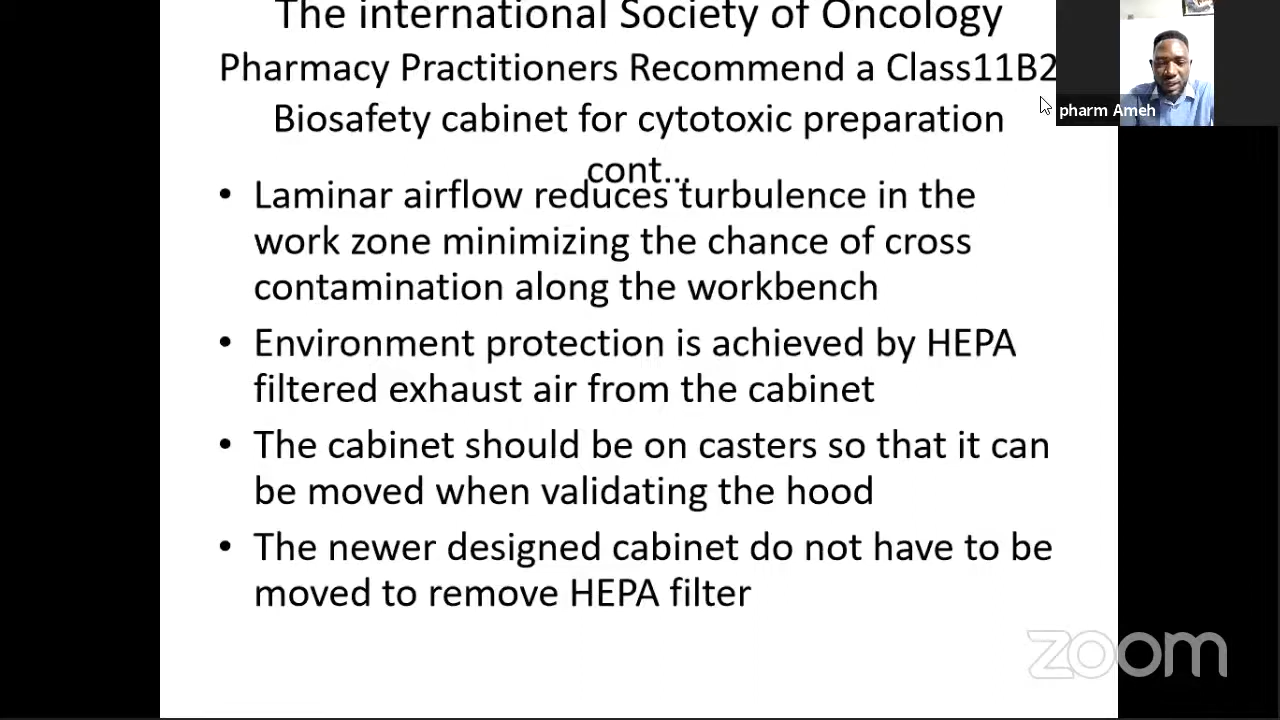 The international Society of Oncology
Pharmacy Practitioners Recommend a Class11B2
Biosafety cabinet for cytotoxic preparation
cont...
• Laminar airflow reduces turbulence in the
work zone minimizing the chance of cross
contamination along the workbench
• Environment protection is achieved by HEPA
filtered exhaust air from the cabinet
• The cabinet should be on casters so that it can
be moved when validating the hood
• The newer designed cabinet do not have to be
moved to remove HEPA filter
pharm Ameh
zoom